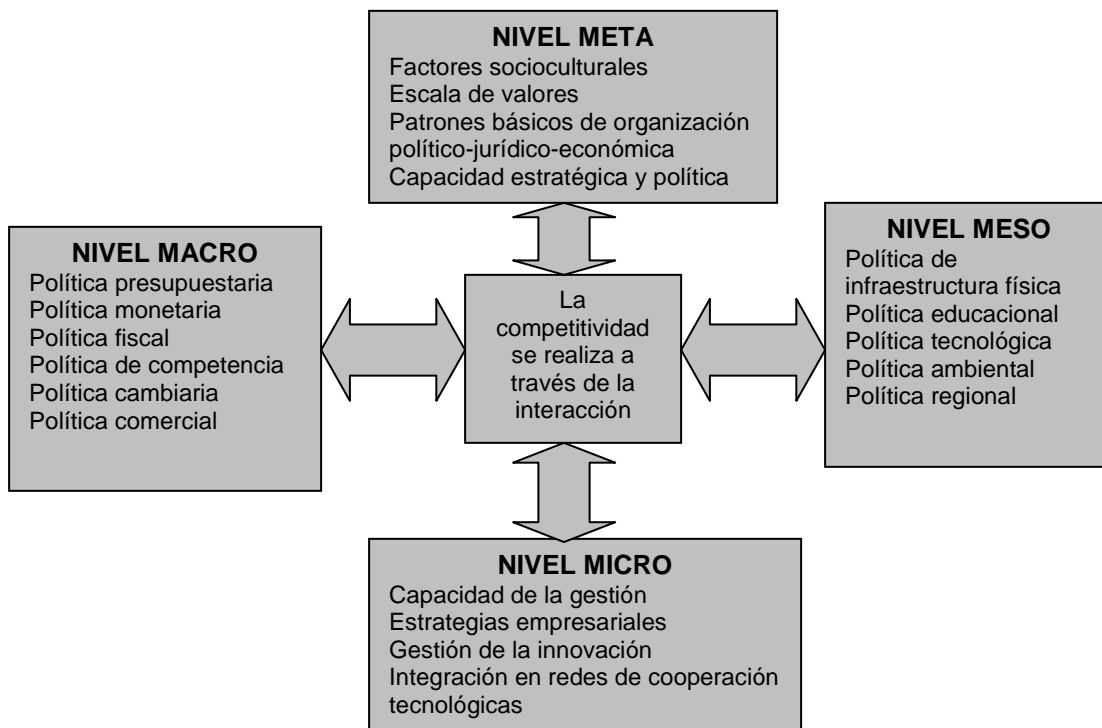 NIVEL META
Factores socioculturales
Escala de valores
Patrones básicos de organización
político-jurídico-económica
Capacidad estratégica y política
NIVEL MACRO
Política presupuestaria
Política monetaria
Política fiscal
Política de competencia
Política cambiaria
Política comercial
La
competitividad
se realiza a
través de la
interacción
NIVEL MESO
Política de
infraestructura física
Política educacional
Política tecnológica
Política ambiental
Política regional
NIVEL MICRO
Capacidad de la gestión
Estrategias empresariales
Gestión de la innovación
Integración en redes de cooperación
tecnológicas